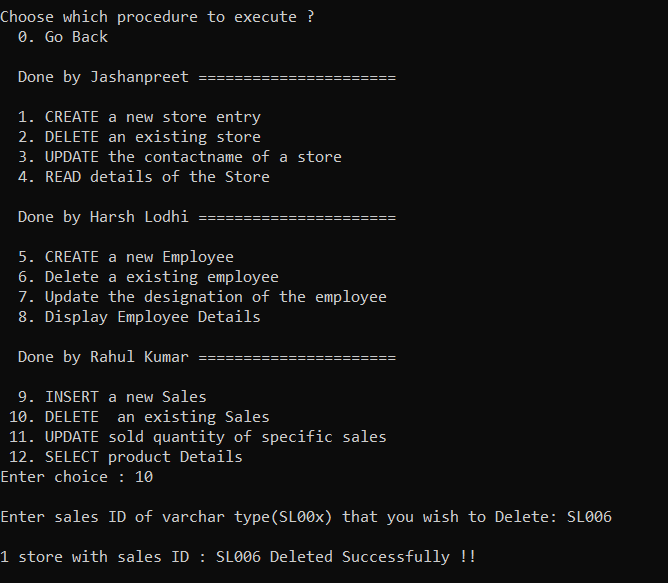 Choose which procedure to execute ?
0. Go Back
Done by Jashanpreet ======================
1. CREATE a new store entry
2. DELETE an existing store
3. UPDATE the contactname of a store
4. READ details of the Store
Done by Harsh Lodhi ======================
5. CREATE a new Employee
6. Delete a existing employee
7. Update the designation of the employee
8. Display Employee Details
Done by Rahul Kumar ======================
9. INSERT a new Sales
10. DELETE  an existing Sales
11. UPDATE sold quantity of specific sales
12. SELECT product Details
Enter choice : 10
Enter sales ID of varchar type(SL00x) that you wish to Delete: SL006
1 store with sales ID : SL006 Deleted Successfully !!